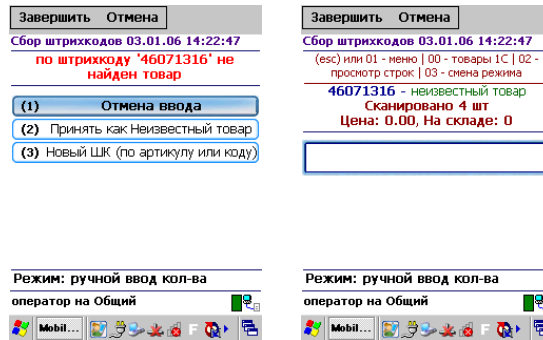 Завершить Отмена
Сбор штрихкодов 03.01.06 14:22:47
по штрихкоду '46071316' не
найден товар
(1) Отмена ввода
(2) Принять как Неизвестный товар
(3) Новый ШК (по артикулу или коду)
Режим: ручной ввод кол-ва
оператор на Общий
Mobil... F
Завершить Отмена
Сбор штрихкодов 03.01.06 14:22:47
(esc) или 01 - меню | 00 - товары 1С | 02 -
просмотр строк | 03 - смена режима
46071316 - неизвестный товар
Сканировано 4 шт
Цена: 0.00, На складе: 0
Режим: ручной ввод кол-ва
оператор на Общий
Mobil... F